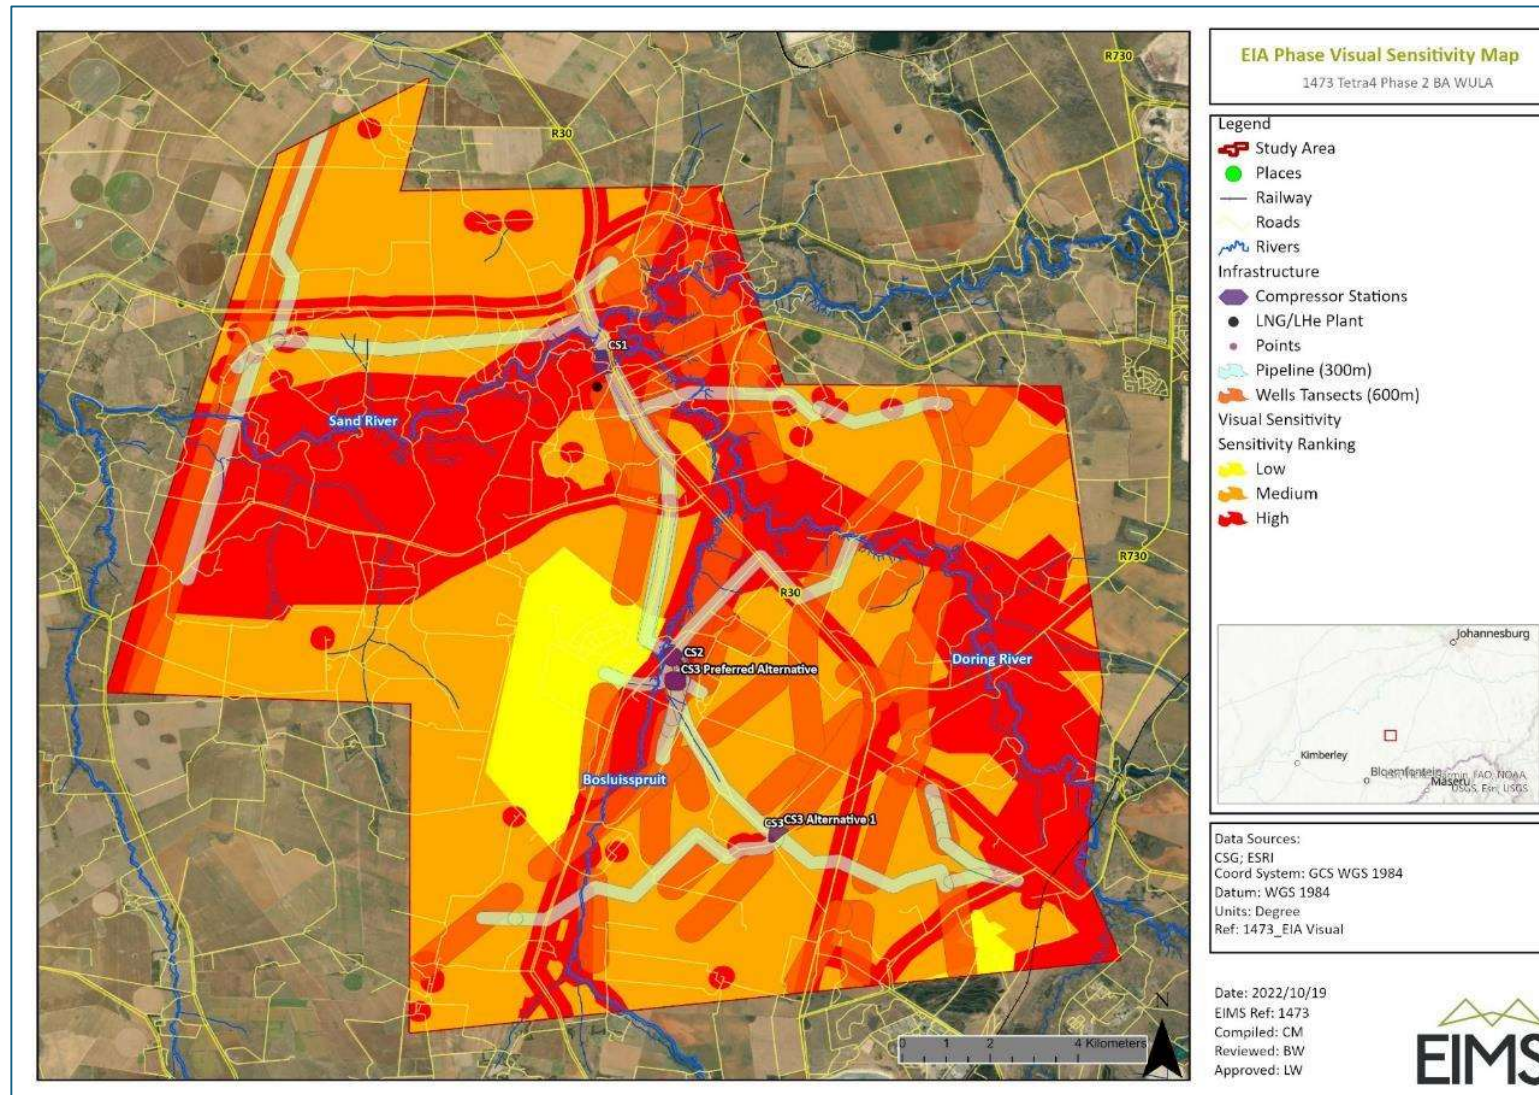 EIA Phase Visual Sensitivity Map
1473 Tetra4 Phase 2 BA WULA
Legend
Study Area
Places
Railway
Roads
Rivers
Infrastructure
Compressor Stations
LNG/LHe Plant
Points
Pipeline (300m)
Wells Tansects (600m)
Visual Sensitivity
Sensitivity Ranking
Low
Medium
High
R730
R30
CS1
Sand River
R730
R30
CS2
CS3 Preferred Alternative
Doring River
Bosluisspruit
CS3
CS3 Alternative 1
N
0 1 2 4 Kilometers
Johannesburg
Kimberley
Bloemfontein
Maseru
FAO, NOAA,
USGS, Esri, USGS
Data Sources:
CSG; ESRI
Coord System: GCS WGS 1984
Datum: WGS 1984
Units: Degree
Ref: 1473_EIA Visual
Date: 2022/10/19
EIMS Ref: 1473
Compiled: CM
Reviewed: BW
Approved: LW
EIMS